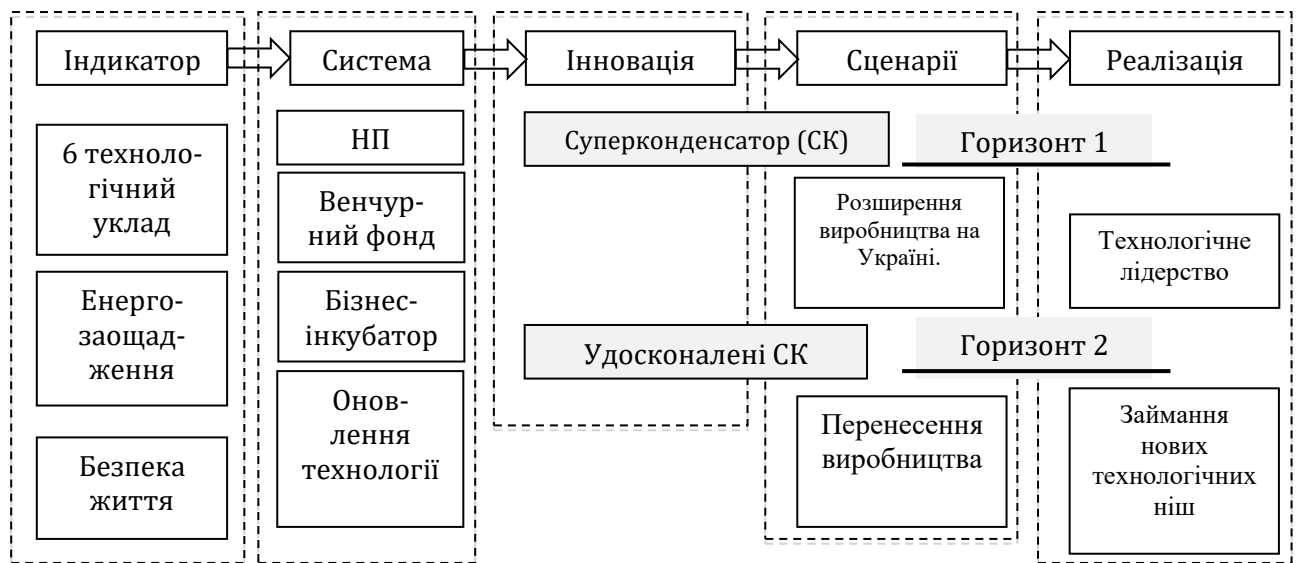 Індикатор
Система
Інновація
Сценарії
Реалізація
6 техноло-
гічний
уклад
Енерго-
заощад-
ження
Безпека
життя
НП
Венчур-
ний фонд
Бізнес-
інкубатор
Онов-
лення
технології
Суперконденсатор (СК)
Удосконалені СК
Горизонт 1
Розширення
виробництва на
Україні.
Горизонт 2
Перенесення
виробництва
Технологічне
лідерство
Займання
нових
технологічних
ніш